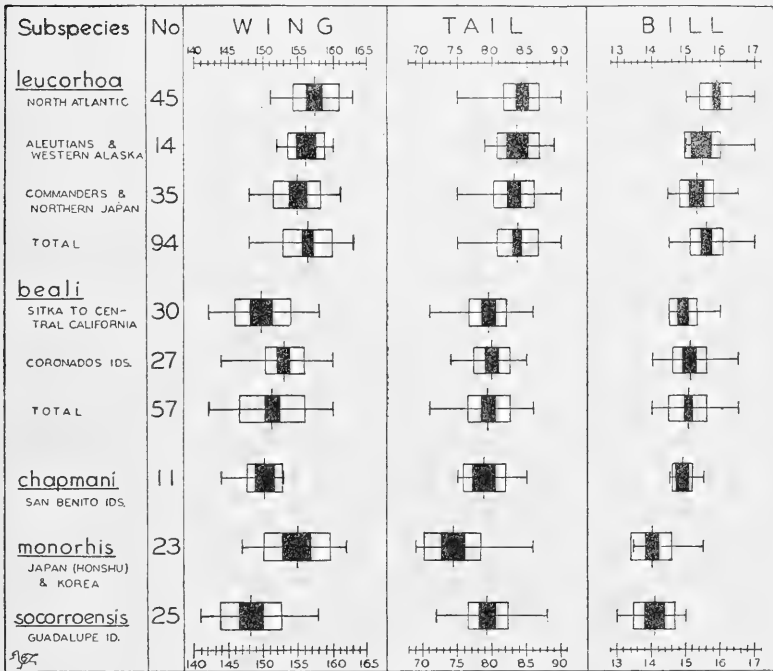 Subspecies No WING TAIL BILL
140 145 150 155 160 165 70 75 80 85 90 13 14 15 16 17
leucorhoa
NORTH ATLANTIC 45
ALEUTIANS &
WESTERN ALASKA 14
COMMANDERS &
NORTHERN JAPAN 35
TOTAL 94
beali
SITKA TO CEN-
TRAL CALIFORNIA 30
CORONADOS IDS. 27
TOTAL 57
chapmani 11
SAN BENITO IDS.
monorhis 23
JAPAN (HONSHU)
& KOREA
socorroensis 25
GUADALUPE ID.
140 145 150 155 160 165 70 75 80 85 90 13 14 15 16 17